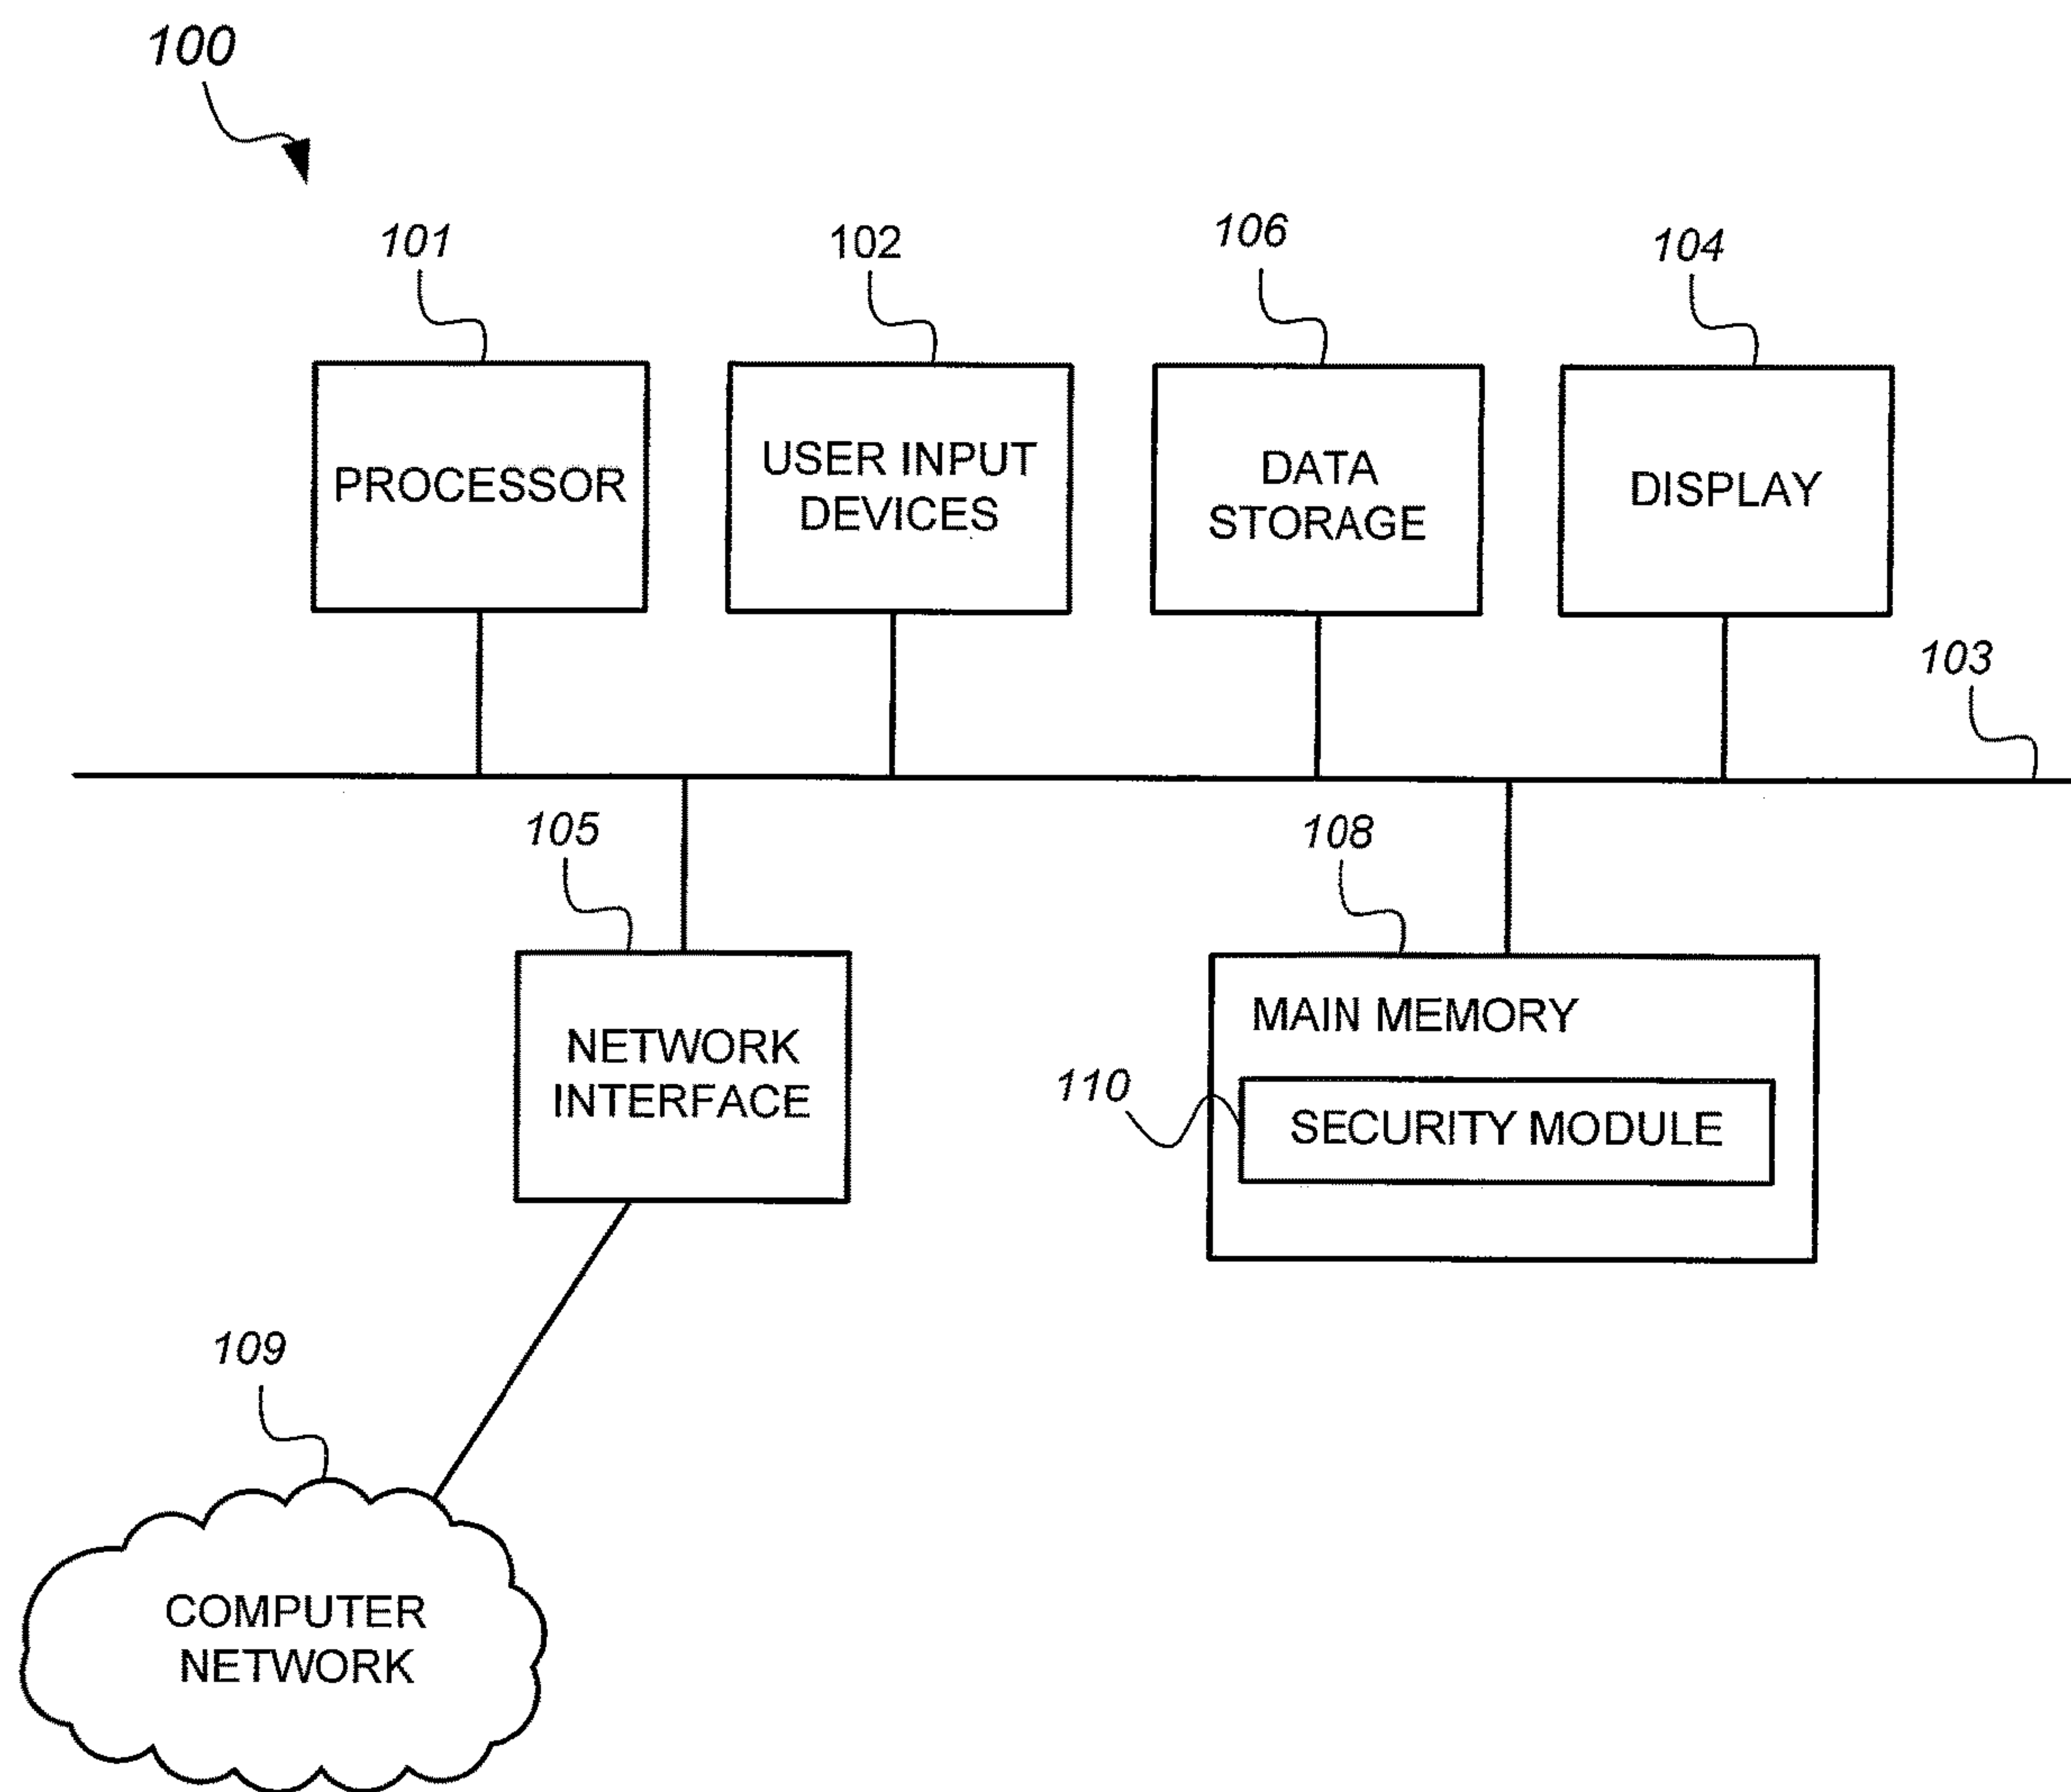 100
101
102
106
104
PROCESSOR
USER INPUT
DEVICES
DATA
STORAGE
DISPLAY
103
105
108
NETWORK
INTERFACE
MAIN MEMORY
110
SECURITY MODULE
109
COMPUTER
NETWORK